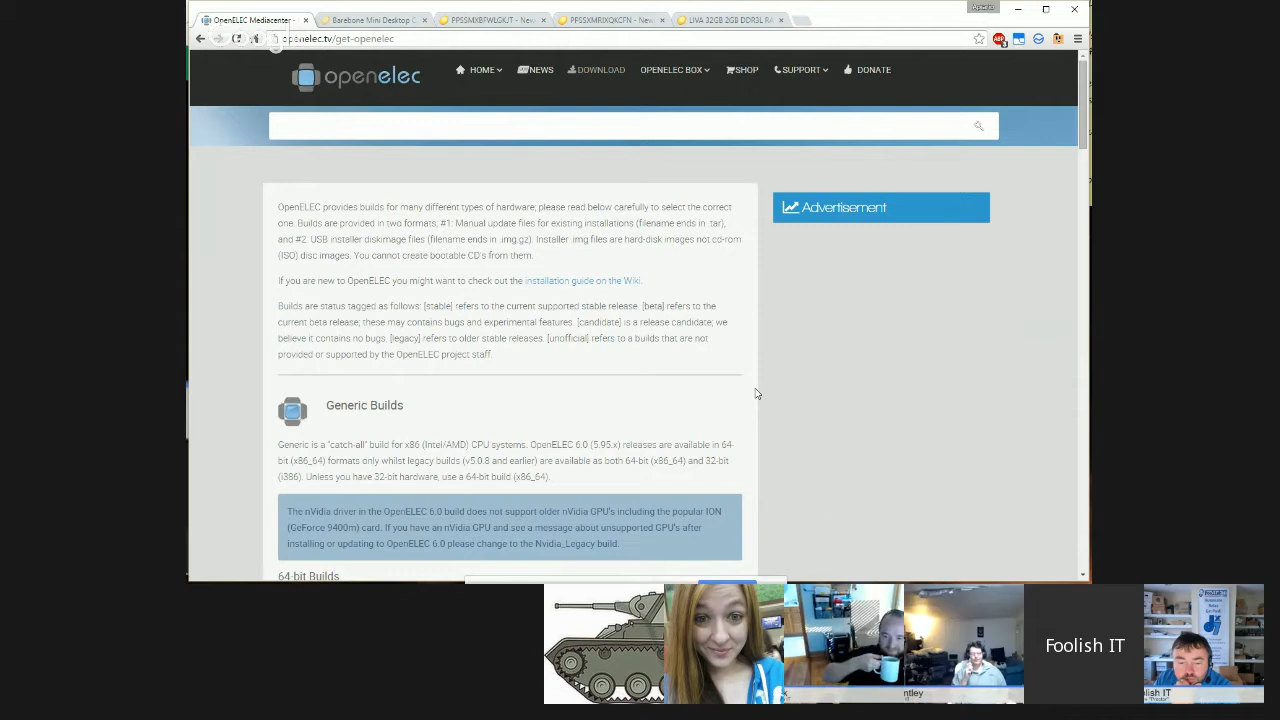 OpenELEC Mediacenter -
Barebone Mini Desktop C
PPSSMXBFWLGKJT - New
PPSSMRIXQKCFN - New
LIVA 32GB 2GB DDR3L RA
openelec.tv/get-openelec
ABP
openelec
HOME
NEWS
DOWNLOAD
OPENELEC BOX
SHOP
SUPPORT
DONATE
OpenELEC provides builds for many different types of hardware; please read below carefully to select the correct
one. Builds are provided in two formats; #1: Manual update files for existing installations (filename ends in .tar),
and #2: USB installer diskimage files (filename ends in .img.gz). Installer .img files are hard-disk images not cd-rom
(ISO) disc images. You cannot create bootable CD's from them.
If you are new to OpenELEC you might want to check out the installation guide on the Wiki.
Builds are status tagged as follows: [stable] refers to the current supported stable release. [beta] refers to the
current beta release; these may contains bugs and experimental features. [candidate] is a release candidate; we
believe it contains no bugs. [legacy] refers to older stable releases. [unofficial] refers to a builds that are not
provided or supported by the OpenELEC project staff.
Advertisement
Generic Builds
Generic is a "catch-all" build for x86 (Intel/AMD) CPU systems. OpenELEC 6.0 (5.95.x) releases are available in 64-
bit (x86_64) formats only whilst legacy builds (v5.0.8 and earlier) are available as both 64-bit (x86_64) and 32-bit
(i386). Unless you have 32-bit hardware, use a 64-bit build (x86_64).
The nVidia driver in the OpenELEC 6.0 build does not support older nVidia GPU's including the popular ION
(GeForce 9400m) card. If you have an nVidia GPU and see a message about unsupported GPU's after
installing or updating to OpenELEC 6.0 please change to the Nvidia_Legacy build.
64-bit Builds
Foolish IT
k
ntley
lish IT